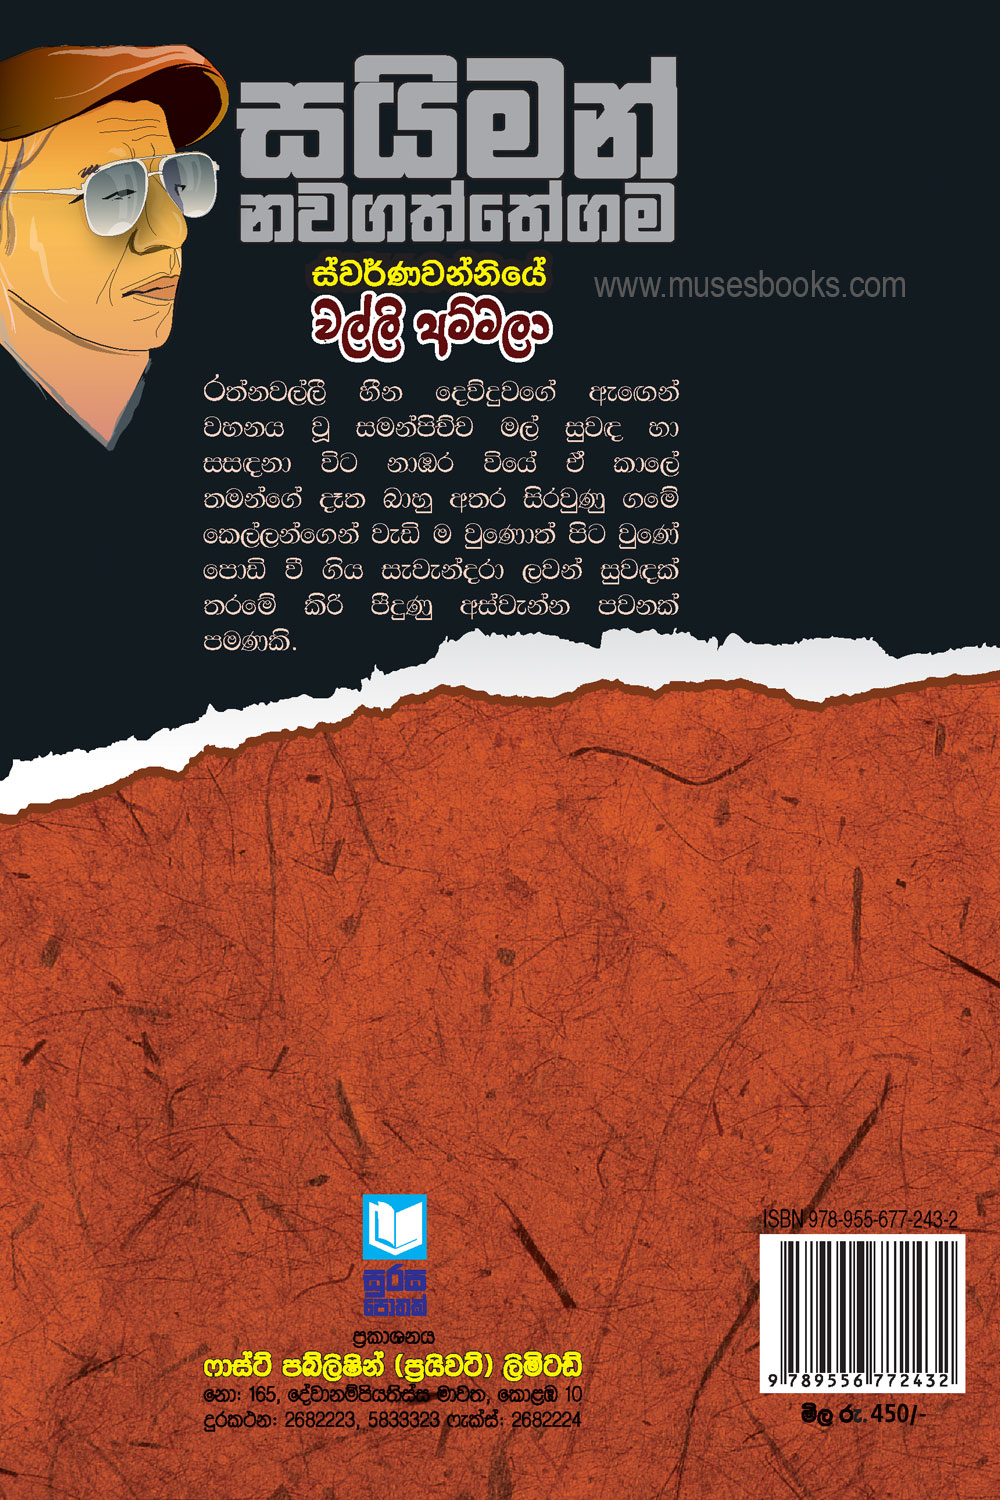 සයිමන්
නවගත්තේගම
ස්වර්ණවන්නියේ
වල්ලි අම්මලා
www.musesbooks.com
රත්නවල්ලී හීන දෙව්දුවගේ ඇඟෙන්
වහනය වූ සමන්පිච්ච මල් සුවඳ හා
සසඳනා විට නාඹර වියේ ඒ කාලේ
තමන්ගේ දෑත බාහු අතර සිරවුණු ගමේ
කෙල්ලන්ගෙන් වැඩි ම වුණොත් පිට වුණේ
පොඩි වී ගිය සැවැන්දරා ලවන් සුවඳක්
තරමේ කිරි පීදුණු අස්වැන්න පවනක්
පමණකි.
ISBN 978-955-677-243-2
9 789556 772432
මිල රු. 450/-
සුරස
පොතක්
ප්‍රකාශනය
ෆාස්ට් පබ්ලිෂින් (ප්‍රයිවට්) ලිමිටඩ්
නො: 165, දේවානම්පියතිස්ස මාවත, කොළඹ 10
දුරකථන: 2682223, 5833323 ෆැක්ස්: 2682224